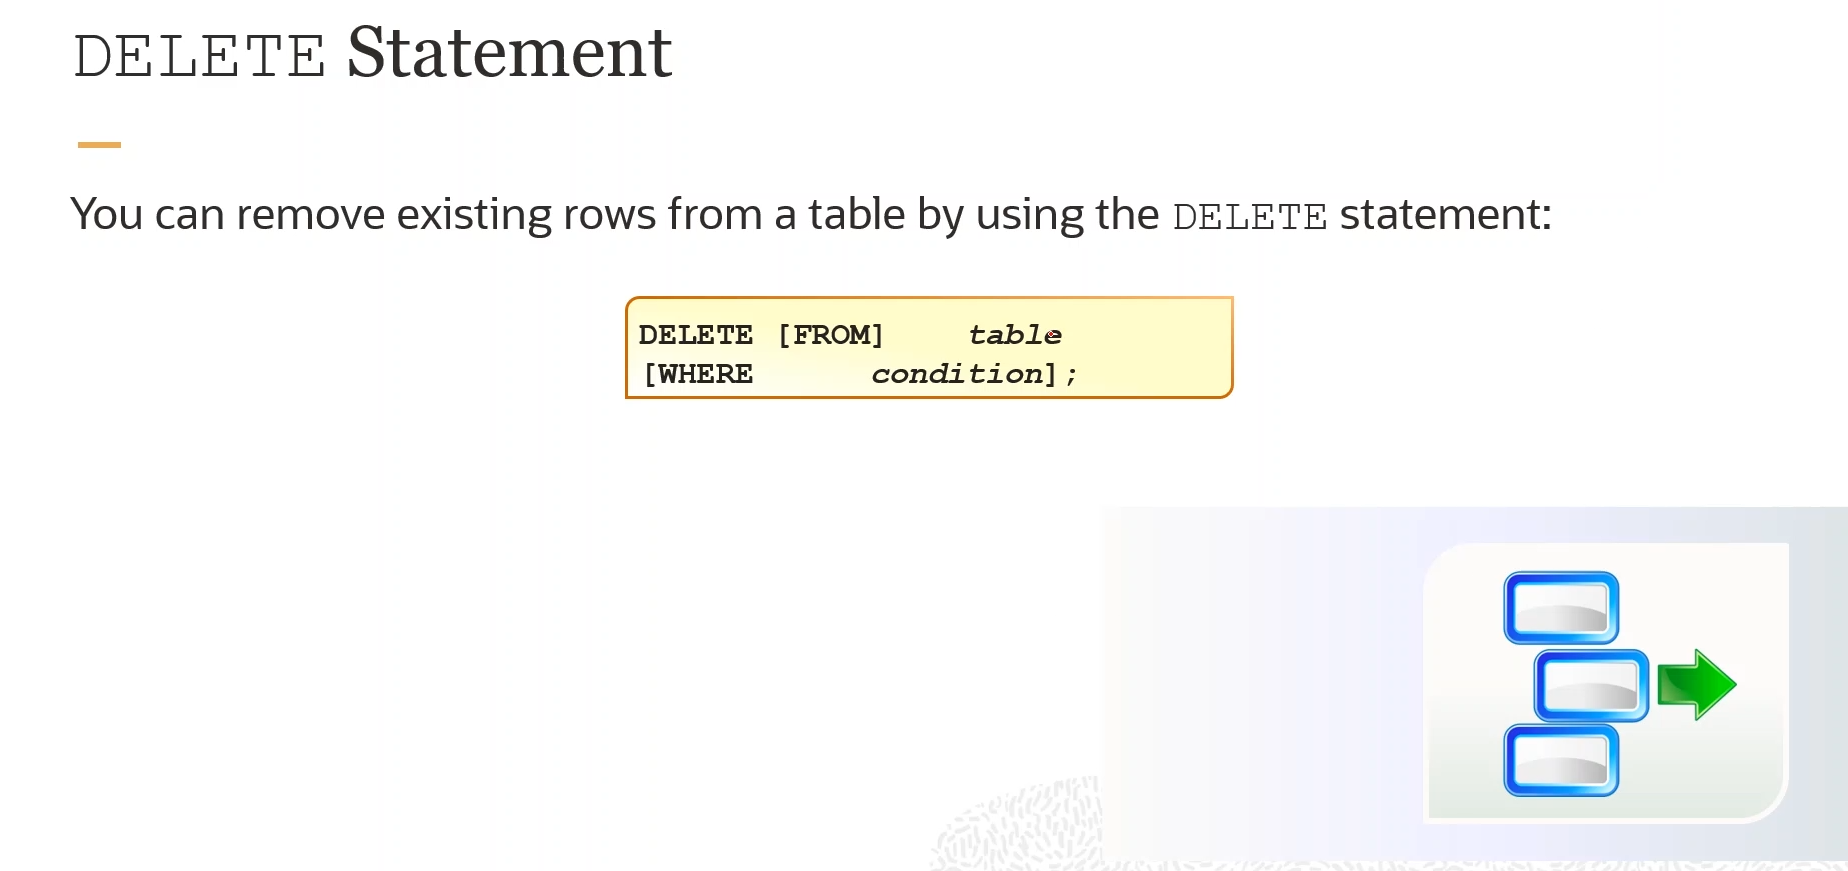 DELETE Statement
You can remove existing rows from a table by using the DELETE statement:
DELETE [FROM] table
[WHERE condition];